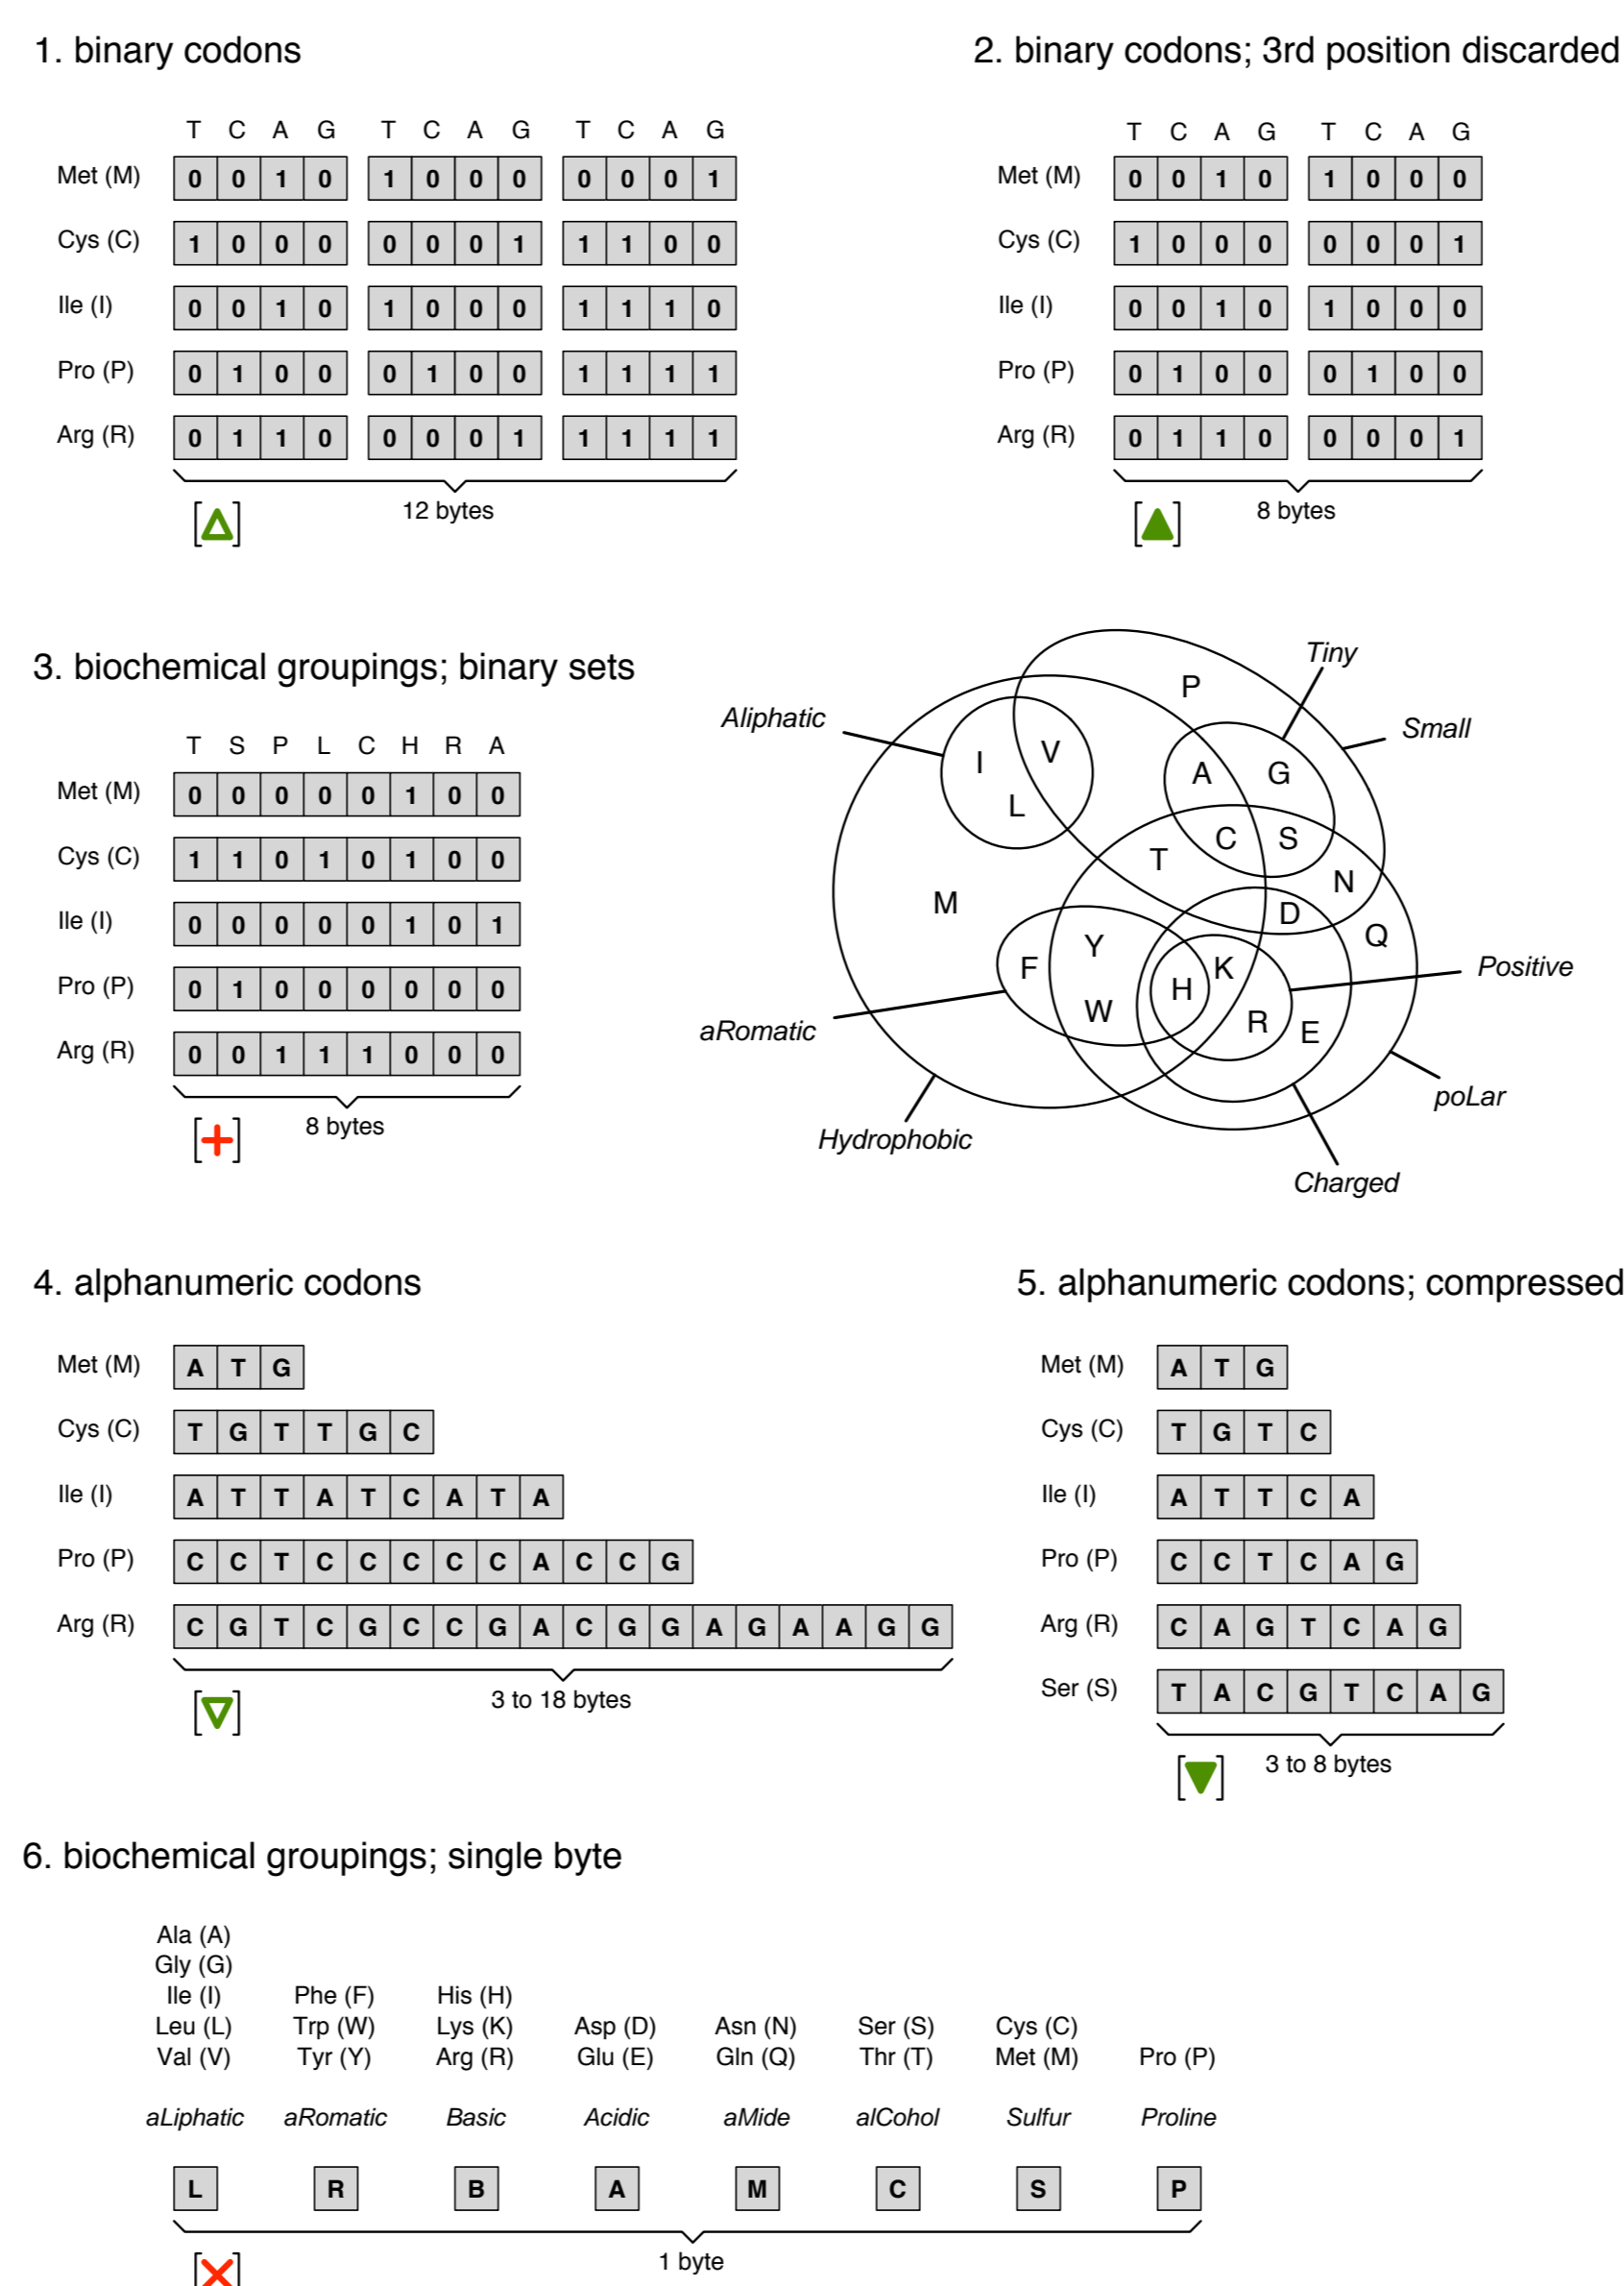 1. binary codons
T C A G T C A G T C A G
Met (M) 0 0 1 0 1 0 0 0 0 0 0 1
Cys (C) 1 0 0 0 0 0 0 1 1 1 0 0
Ile (I) 0 0 1 0 1 0 0 0 1 1 1 0
Pro (P) 0 1 0 0 0 1 0 0 1 1 1 1
Arg (R) 0 1 1 0 0 0 0 1 1 1 1 1
12 bytes
2. binary codons; 3rd position discarded
T C A G T C A G
Met (M) 0 0 1 0 1 0 0 0
Cys (C) 1 0 0 0 0 0 0 1
Ile (I) 0 0 1 0 1 0 0 0
Pro (P) 0 1 0 0 0 1 0 0
Arg (R) 0 1 1 0 0 0 0 1
8 bytes
3. biochemical groupings; binary sets
T S P L C H R A
Met (M) 0 0 0 0 0 1 0 0
Cys (C) 1 1 0 1 0 1 0 0
Ile (I) 0 0 0 0 0 1 0 1
Pro (P) 0 1 0 0 0 0 0 0
Arg (R) 0 0 1 1 1 0 0 0
8 bytes
Tiny
P
Aliphatic
Small
I V A G
L
C S
T
N
M
D
Q
Y
F K
Positive
H
W R E
aRomatic
poLar
Hydrophobic
Charged
4. alphanumeric codons
Met (M) A T G
Cys (C) T G T T G C
Ile (I) A T T A T C A T A
Pro (P) C C T C C C C C A C C G
Arg (R) C G T C G C C G A C G G A G A A G G
3 to 18 bytes
5. alphanumeric codons; compressed
Met (M) A T G
Cys (C) T G T C
Ile (I) A T T C A
Pro (P) C C T C A G
Arg (R) C A G T C A G
Ser (S) T A C G T C A G
3 to 8 bytes
6. biochemical groupings; single byte
Ala (A)
Gly (G)
Ile (I) Phe (F) His (H)
Leu (L) Trp (W) Lys (K) Asp (D) Asn (N) Ser (S) Cys (C)
Val (V) Tyr (Y) Arg (R) Glu (E) Gln (Q) Thr (T) Met (M) Pro (P)
aLiphatic aRomatic Basic Acidic aMide alCohol Sulfur Proline
L R B A M C S P
1 byte